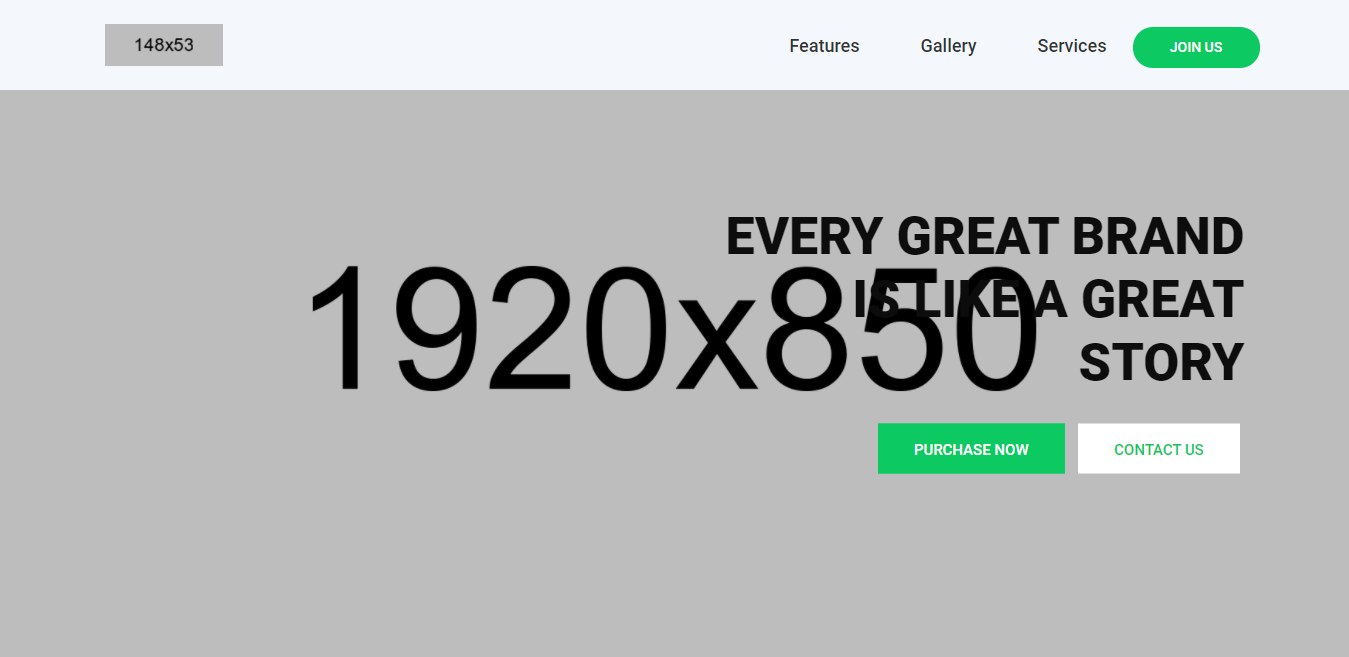 148x53
Features
Gallery
Services
JOIN US
EVERY GREAT BRAND
IS LIKE A GREAT
STORY
1920x850
PURCHASE NOW
CONTACT US